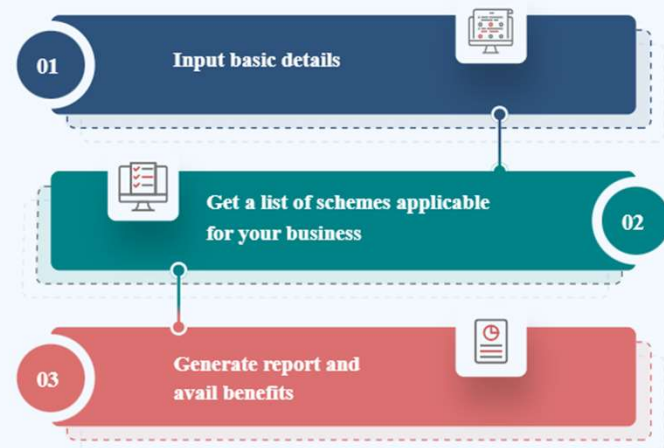 01
Input basic details
Get a list of schemes applicable
for your business
02
03
Generate report and
avail benefits